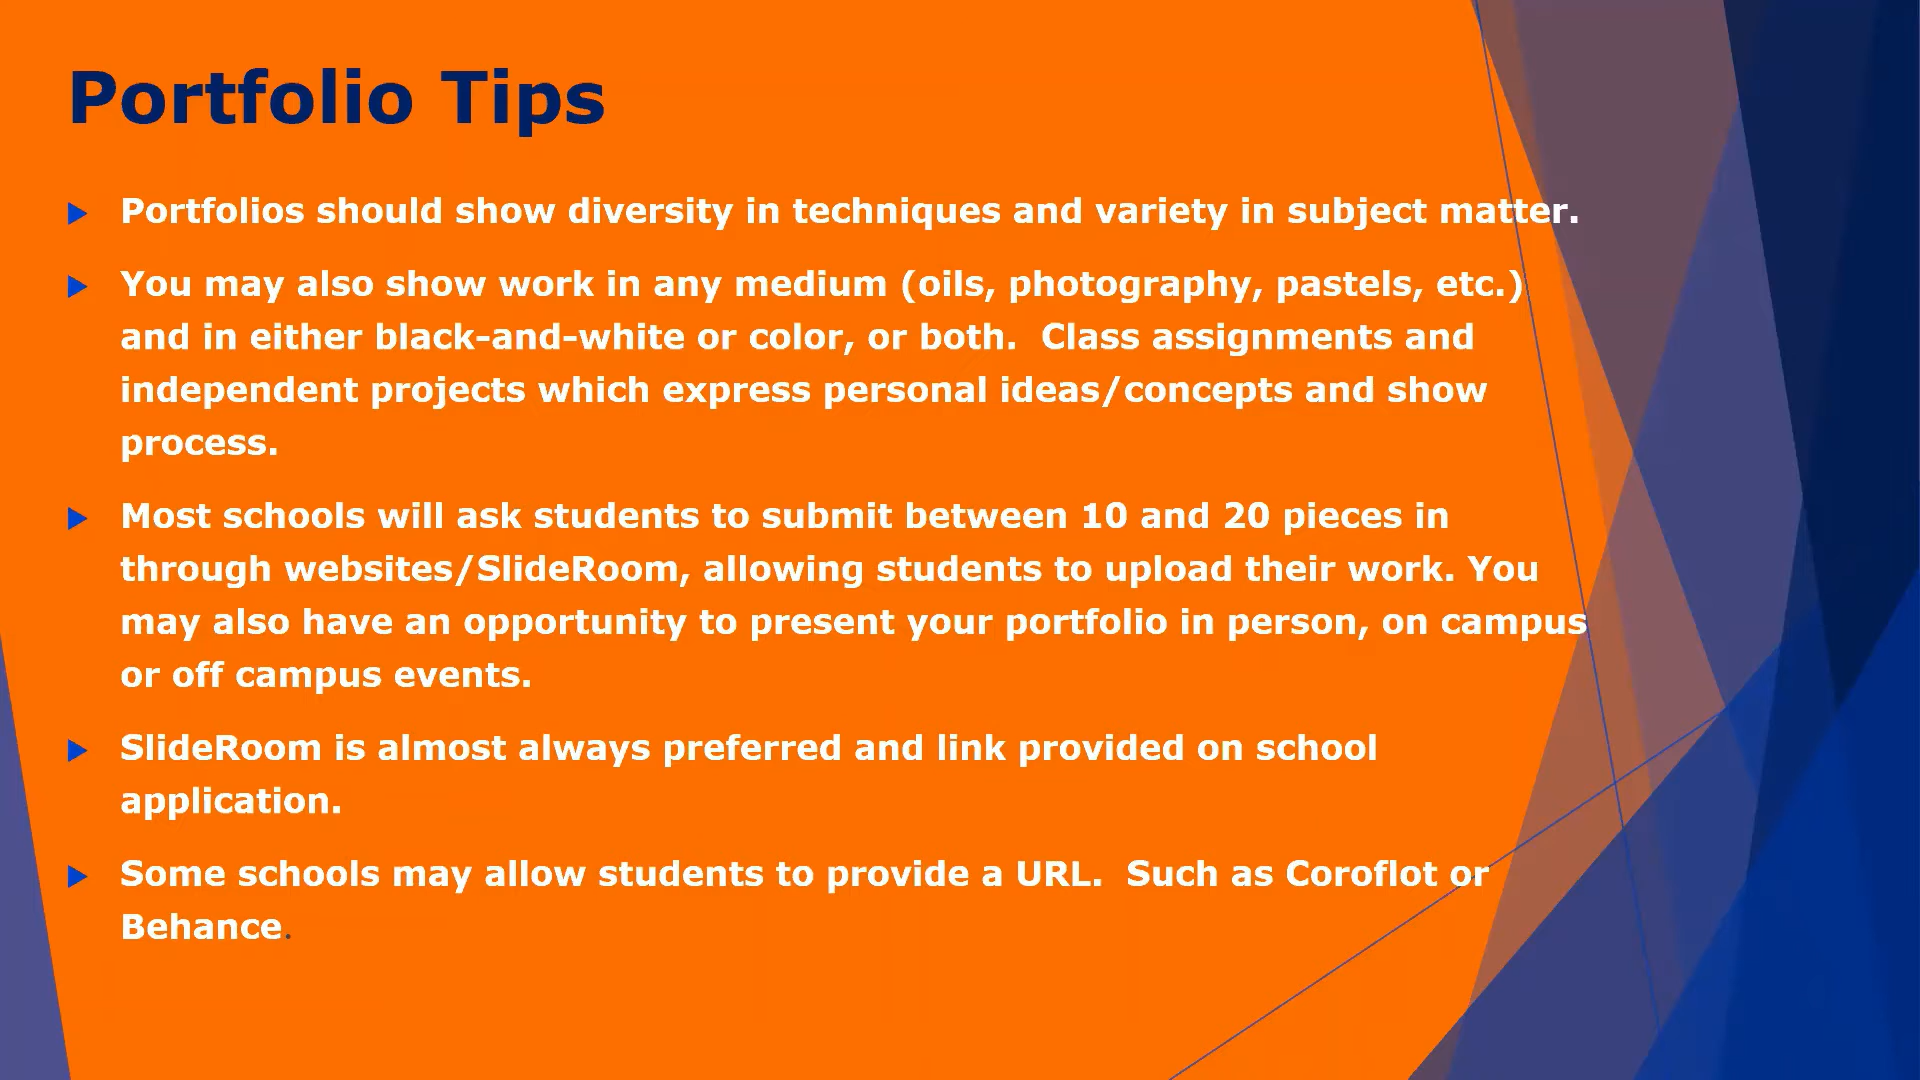 Portfolio Tips
Portfolios should show diversity in techniques and variety in subject matter.
You may also show work in any medium (oils, photography, pastels, etc.)
and in either black-and-white or color, or both.  Class assignments and
independent projects which express personal ideas/concepts and show
process.
Most schools will ask students to submit between 10 and 20 pieces in
through websites/SlideRoom, allowing students to upload their work. You
may also have an opportunity to present your portfolio in person, on campus
or off campus events.
SlideRoom is almost always preferred and link provided on school
application.
Some schools may allow students to provide a URL.  Such as Coroflot or
Behance.